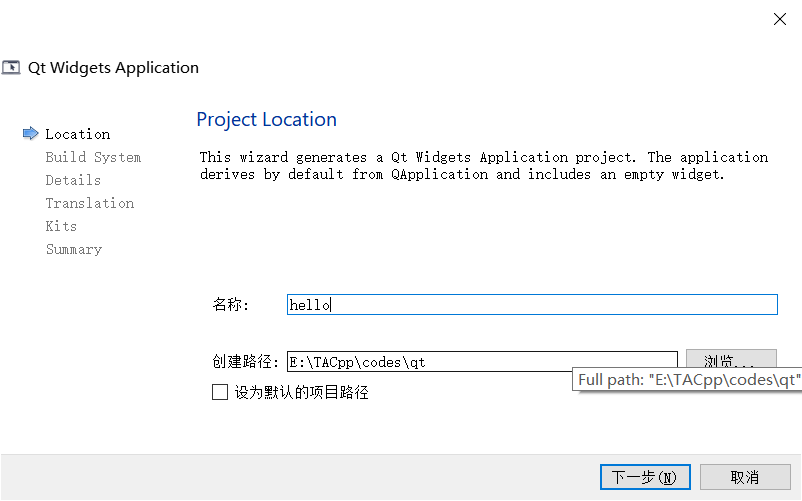 Qt Widgets Application
Location
Build System
Details
Translation
Kits
Summary
Project Location
This wizard generates a Qt Widgets Application project. The application
derives by default from QApplication and includes an empty widget.
名称:
hello
创建路径:
E:\TACpp\codes\qt
浏览...
Full path: "E:\TACpp\codes\qt"
设为默认的项目路径
下一步(N)
取消